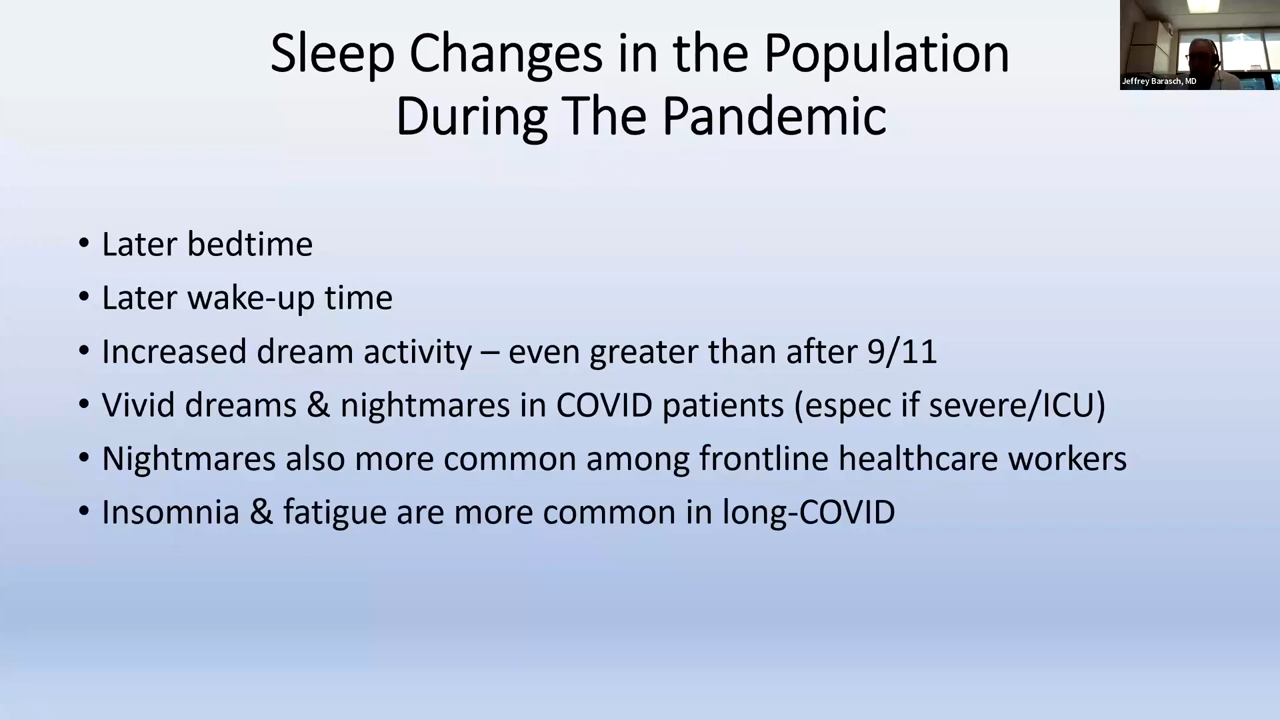 Sleep Changes in the Population
During The Pandemic
Jeffrey Barasch, MD
• Later bedtime
• Later wake-up time
• Increased dream activity – even greater than after 9/11
• Vivid dreams & nightmares in COVID patients (espec if severe/ICU)
• Nightmares also more common among frontline healthcare workers
• Insomnia & fatigue are more common in long-COVID